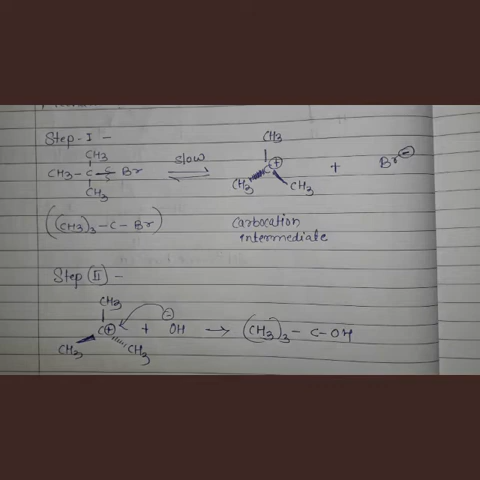 Step-I -
CH3
CH3 - C - Br slow ⇌ CH3 C⊕ CH3 CH3 + Br⊖
CH3
((CH3)3 - C - Br) Carbocation
intermediate
Step (II) -
CH3
C⊕ + ⊖OH → (CH3)3 - C - OH
CH3 CH3